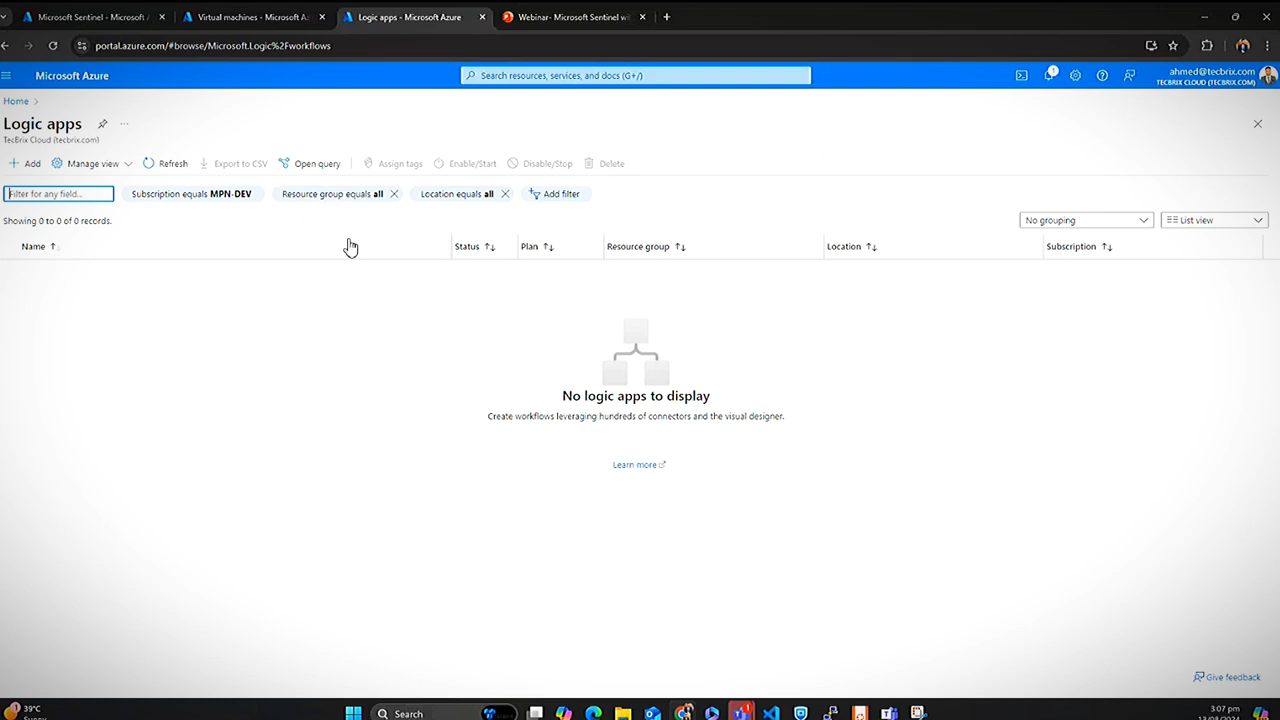 Microsoft Sentinel - Microsoft A
Virtual machines - Microsoft Az
Logic apps - Microsoft Azure
Webinar- Microsoft Sentinel wi
portal.azure.com/#browse/Microsoft.Logic%2Fworkflows
Microsoft Azure
Search resources, services, and docs (G+/)
1
ahmed@tecbrix.com
TECBRIX CLOUD (TECBRIX.COM)
Home
Logic apps
TecBrix Cloud (tecbrix.com)
Add
Manage view
Refresh
Export to CSV
Open query
Assign tags
Enable/Start
Disable/Stop
Delete
Filter for any field...
Subscription equals MPN-DEV
Resource group equals all
Location equals all
Add filter
Showing 0 to 0 of 0 records.
No grouping
List view
Name
Status
Plan
Resource group
Location
Subscription
No logic apps to display
Create workflows leveraging hundreds of connectors and the visual designer.
Learn more
Give feedback
1
39°C
Sunny
Search
1
3:07 pm
13/08/2024